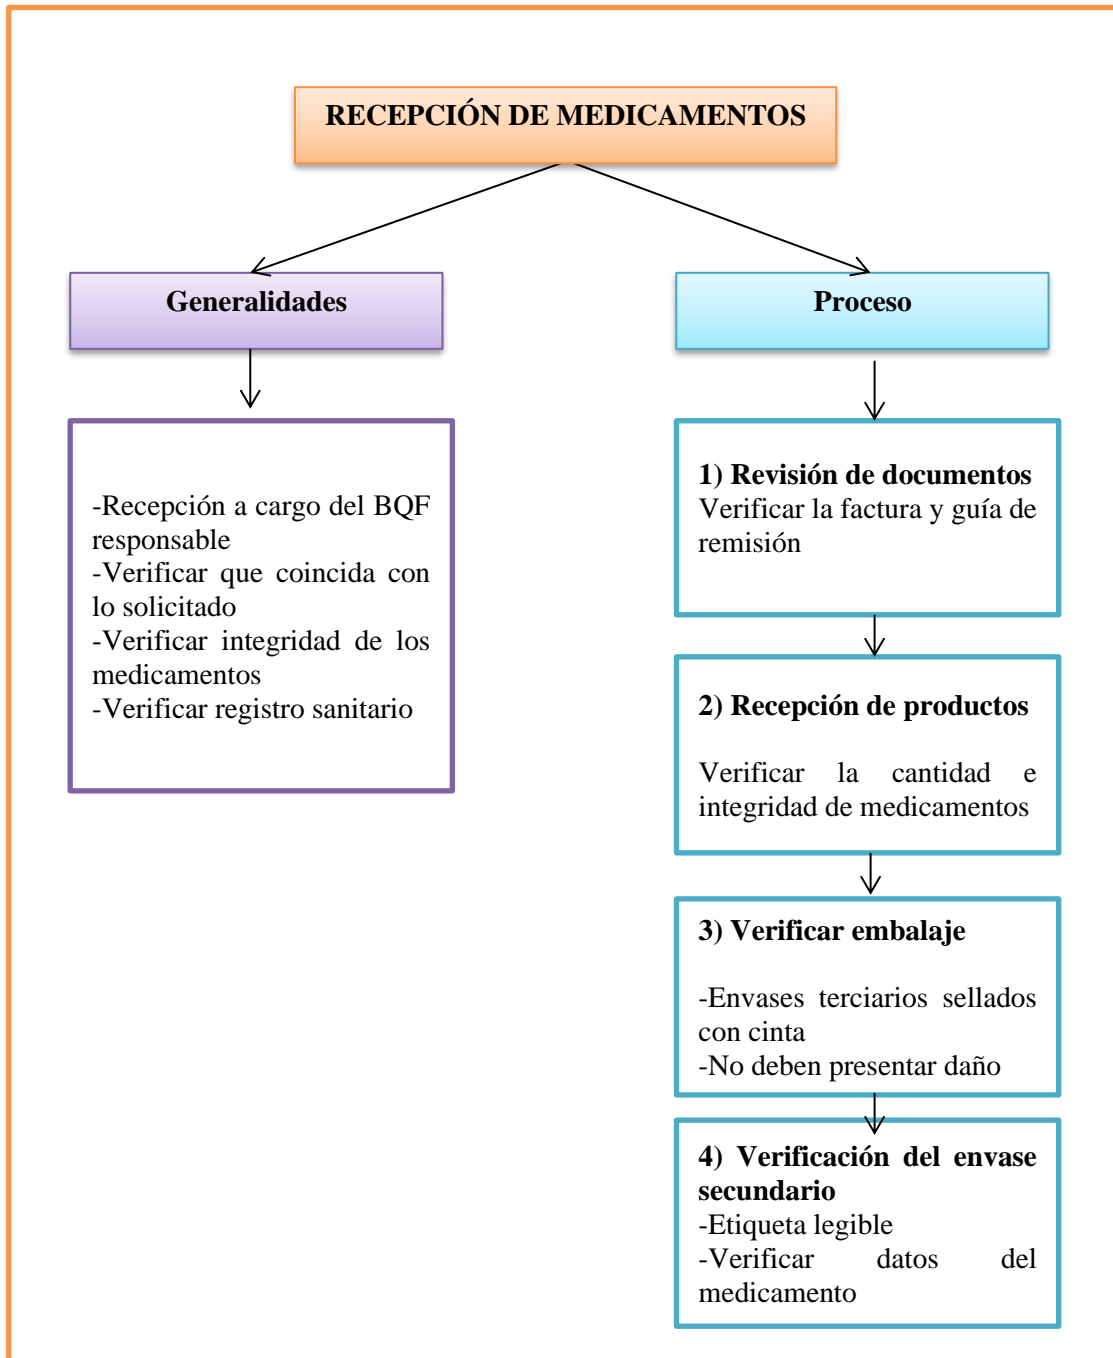 RECEPCIÓN DE MEDICAMENTOS
Generalidades
-Recepción a cargo del BQF
responsable
-Verificar que coincida con
lo solicitado
-Verificar integridad de los
medicamentos
-Verificar registro sanitario
Proceso
1) Revisión de documentos
Verificar la factura y guía de
remisión
2) Recepción de productos
Verificar la cantidad e
integridad de medicamentos
3) Verificar embalaje
-Envases terciarios sellados
con cinta
-No deben presentar daño
4) Verificación del envase
secundario
-Etiqueta legible
-Verificar datos del
medicamento